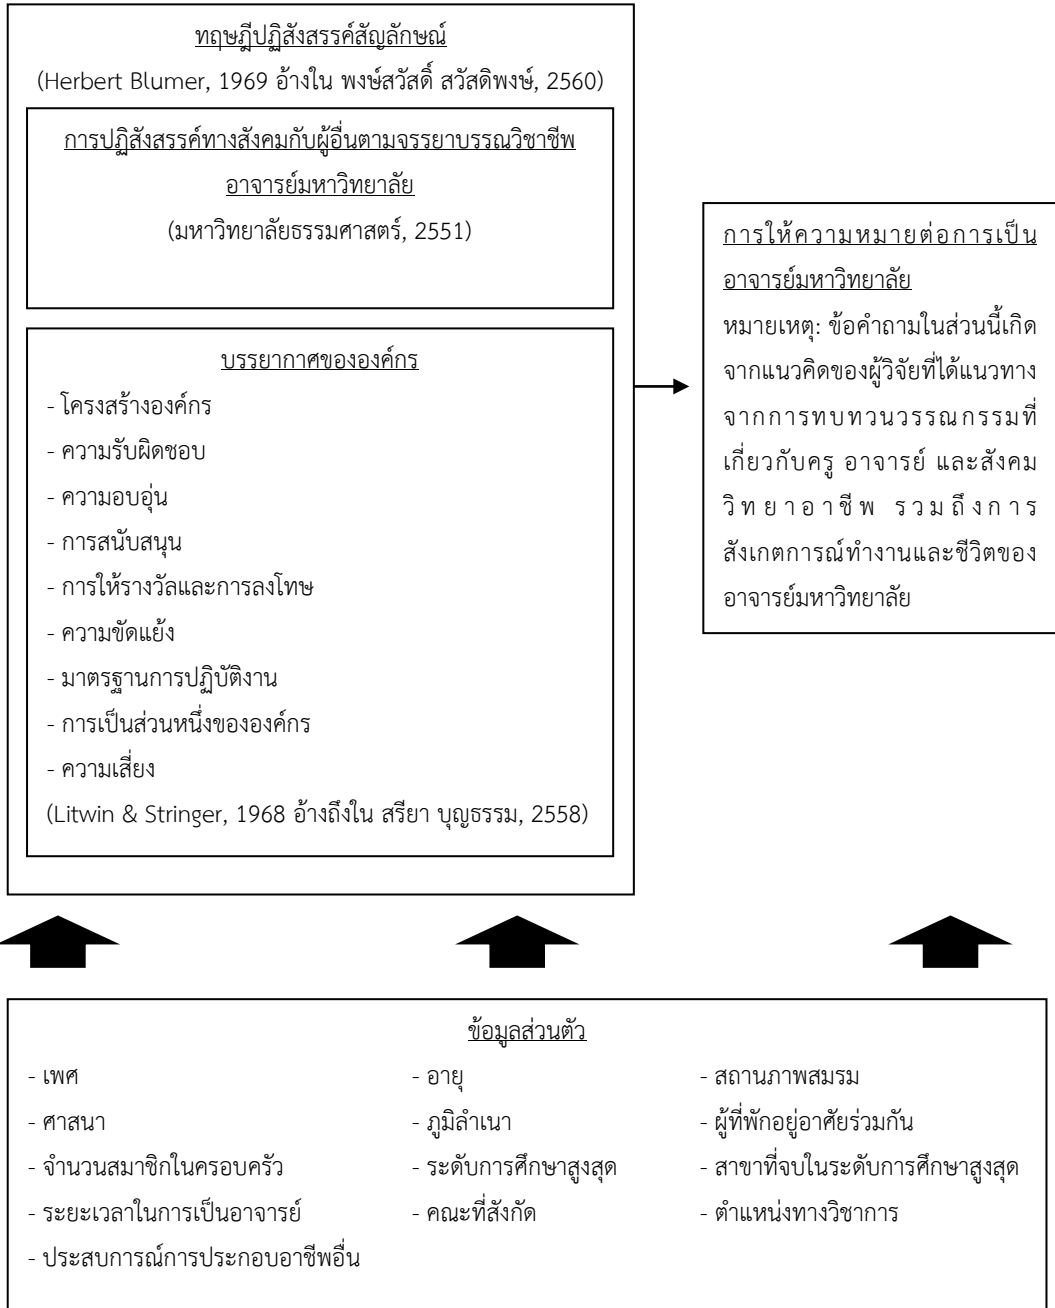 ทฤษฎีปฏิสังสรรค์สัญลักษณ์
(Herbert Blumer, 1969 อ้างใน พงษ์สวัสดิ์ สวัสดิพงษ์, 2560)
การปฏิสังสรรค์ทางสังคมกับผู้อื่นตามจรรยาบรรณวิชาชีพ
อาจารย์มหาวิทยาลัย
(มหาวิทยาลัยธรรมศาสตร์, 2551)
บรรยากาศขององค์กร
- โครงสร้างองค์กร
- ความรับผิดชอบ
- ความอบอุ่น
- การสนับสนุน
- การให้รางวัลและการลงโทษ
- ความขัดแย้ง
- มาตรฐานการปฏิบัติงาน
- การเป็นส่วนหนึ่งขององค์กร
- ความเสี่ยง
(Litwin & Stringer, 1968 อ้างถึงใน สรียา บุญธรรม, 2558)
การให้ความหมายต่อการเป็น
อาจารย์มหาวิทยาลัย
หมายเหตุ: ข้อคำถามในส่วนนี้เกิด
จากแนวคิดของผู้วิจัยที่ได้แนวทาง
จากการทบทวนวรรณกรรมที่
เกี่ยวกับครู อาจารย์ และสังคม
วิทยาอาชีพ รวมถึงการ
สังเกตการณ์ทำงานและชีวิตของ
อาจารย์มหาวิทยาลัย
ข้อมูลส่วนตัว
- เพศ - อายุ - สถานภาพสมรม
- ศาสนา - ภูมิลำเนา - ผู้ที่พักอยู่อาศัยร่วมกัน
- จำนวนสมาชิกในครอบครัว - ระดับการศึกษาสูงสุด - สาขาที่จบในระดับการศึกษาสูงสุด
- ระยะเวลาในการเป็นอาจารย์ - คณะที่สังกัด - ตำแหน่งทางวิชาการ
- ประสบการณ์การประกอบอาชีพอื่น